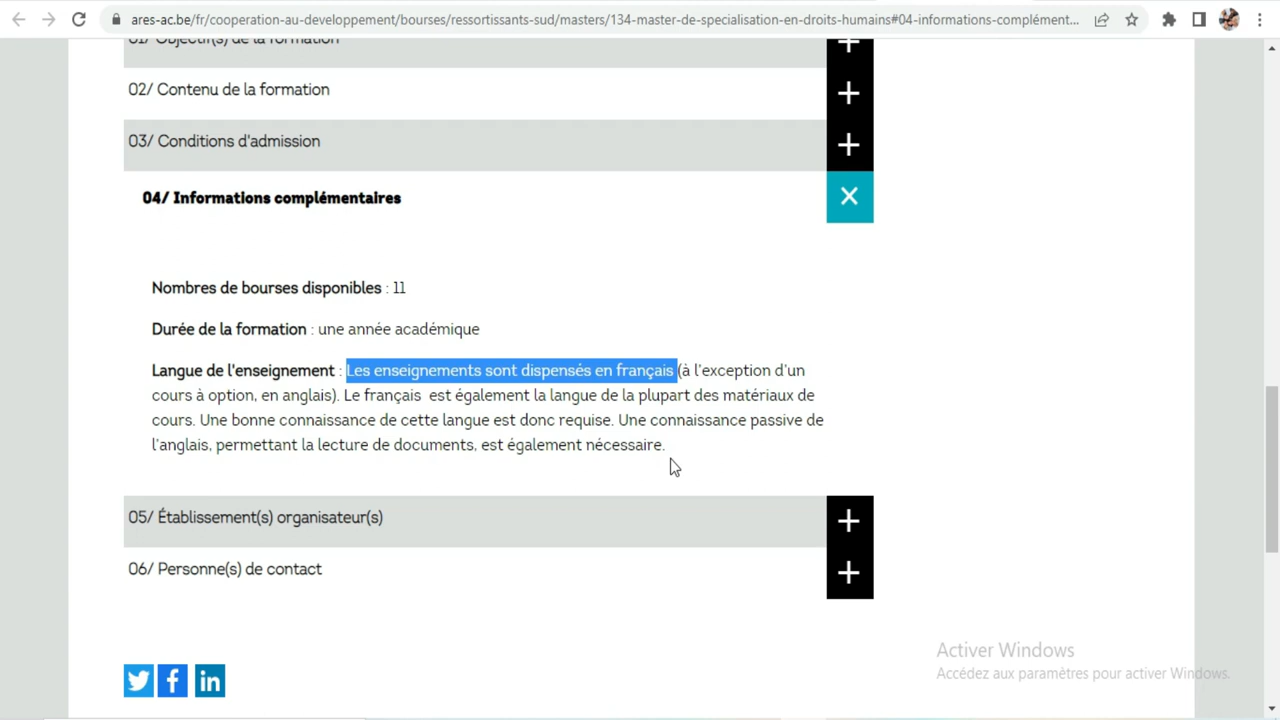 ares-ac.be/fr/cooperation-au-developpement/bourses/ressortissants-sud/masters/134-master-de-specialisation-en-droits-humains#04-informations-complément...
01/ Objectif(s) de la formation
02/ Contenu de la formation
03/ Conditions d'admission
04/ Informations complémentaires
Nombres de bourses disponibles : 11
Durée de la formation : une année académique
Langue de l'enseignement : Les enseignements sont dispensés en français (à l'exception d'un
cours à option, en anglais). Le français est également la langue de la plupart des matériaux de
cours. Une bonne connaissance de cette langue est donc requise. Une connaissance passive de
l'anglais, permettant la lecture de documents, est également nécessaire.
05/ Établissement(s) organisateur(s)
06/ Personne(s) de contact
Activer Windows
Accédez aux paramètres pour activer Windows.